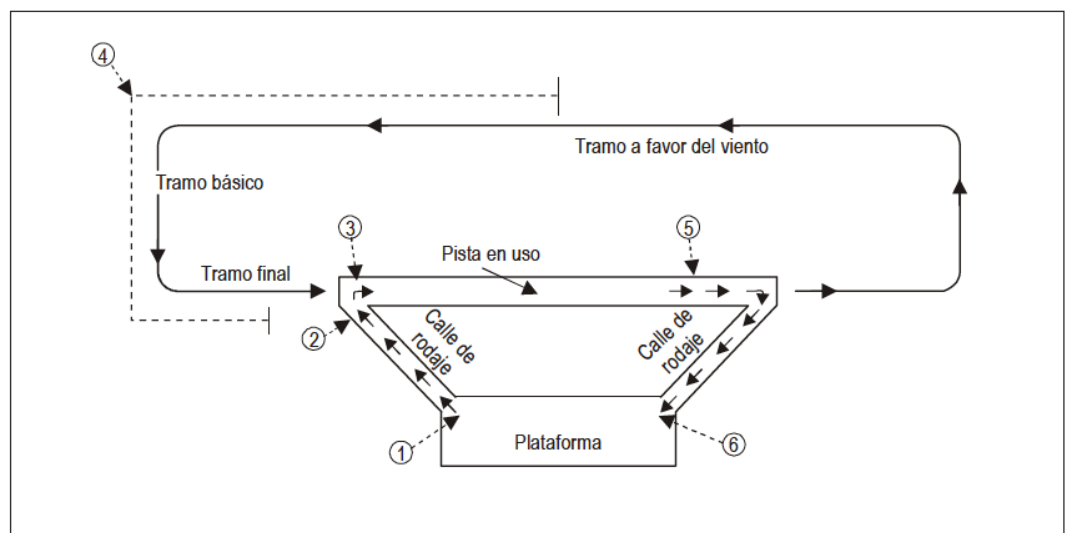 ④
Tramo a favor del viento
Tramo básico
③
⑤
Pista en uso
Tramo final
②
Calle de
rodaje
Calle de
rodaje
①
Plataforma
⑥